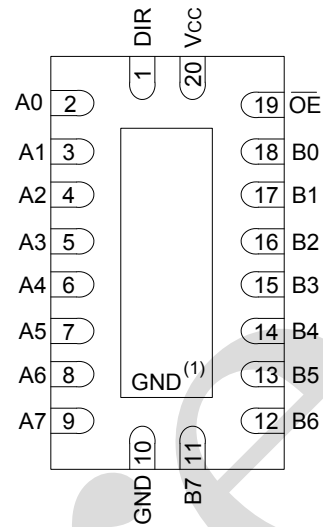 DIR VCC
1 20
A0 2 19 OE
A1 3 18 B0
A2 4 17 B1
A3 5 16 B2
A4 6 15 B3
A5 7 14 B4
A6 8 13 B5
GND(1)
A7 9 12 B6
10 11
GND B7